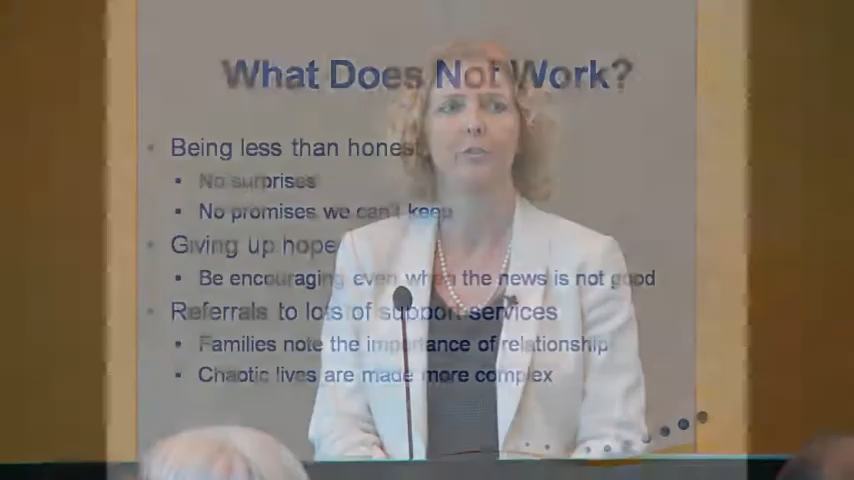 What Does Not Work?
• Being less than honest
• No surprises
• No promises we can't keep
• Giving up hope
• Be encouraging even when the news is not good
• Referrals to lots of support services
• Families note the importance of relationship
• Chaotic lives are made more complex